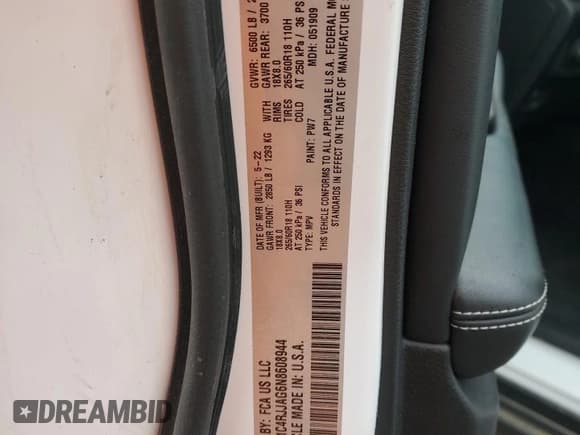 BY: FCA US LLC
DATE OF MFR (BUILT): 5-22
GVWR: 6500 LB
GAWR FRONT: 2850 LB / 1293 KG
WITH
GAWR REAR: 3700
18X8.0
RIMS
18X8.0
265/60R18 110H
TIRES
265/60R18 110H
AT 250 kPa / 36 PSI
COLD
AT 250 kPa / 36 PSI
TYPE: MPV
PAINT: PW7
MDH: 051909
THIS VEHICLE CONFORMS TO ALL APPLICABLE U.S.A. FEDERAL
STANDARDS IN EFFECT ON THE DATE OF MANUFACTURE
C4RJJAG6N8608944
MADE IN: U.S.A.
DREAMBID